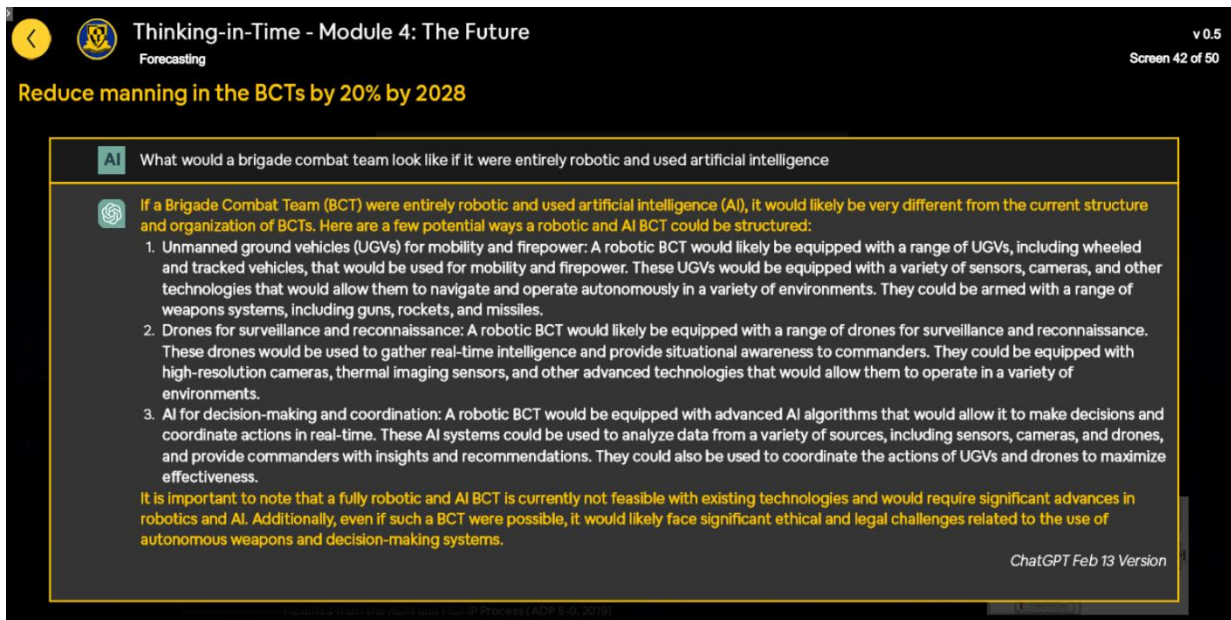 Thinking-in-Time - Module 4: The Future
v 0.5
Forecasting
Screen 42 of 50
Reduce manning in the BCTs by 20% by 2028
AI What would a brigade combat team look like if it were entirely robotic and used artificial intelligence
If a Brigade Combat Team (BCT) were entirely robotic and used artificial intelligence (AI), it would likely be very different from the current structure
and organization of BCTs. Here are a few potential ways a robotic and AI BCT could be structured:
1. Unmanned ground vehicles (UGVs) for mobility and firepower: A robotic BCT would likely be equipped with a range of UGVs, including wheeled
and tracked vehicles, that would be used for mobility and firepower. These UGVs would be equipped with a variety of sensors, cameras, and other
technologies that would allow them to navigate and operate autonomously in a variety of environments. They could be armed with a range of
weapons systems, including guns, rockets, and missiles.
2. Drones for surveillance and reconnaissance: A robotic BCT would likely be equipped with a range of drones for surveillance and reconnaissance.
These drones would be used to gather real-time intelligence and provide situational awareness to commanders. They could be equipped with
high-resolution cameras, thermal imaging sensors, and other advanced technologies that would allow them to operate in a variety of
environments.
3. AI for decision-making and coordination: A robotic BCT would be equipped with advanced AI algorithms that would allow it to make decisions and
coordinate actions in real-time. These AI systems could be used to analyze data from a variety of sources, including sensors, cameras, and drones,
and provide commanders with insights and recommendations. They could also be used to coordinate the actions of UGVs and drones to maximize
effectiveness.
It is important to note that a fully robotic and AI BCT is currently not feasible with existing technologies and would require significant advances in
robotics and AI. Additionally, even if such a BCT were possible, it would likely face significant ethical and legal challenges related to the use of
autonomous weapons and decision-making systems.
ChatGPT Feb 13 Version
Process (ADP 5-0, 2019)